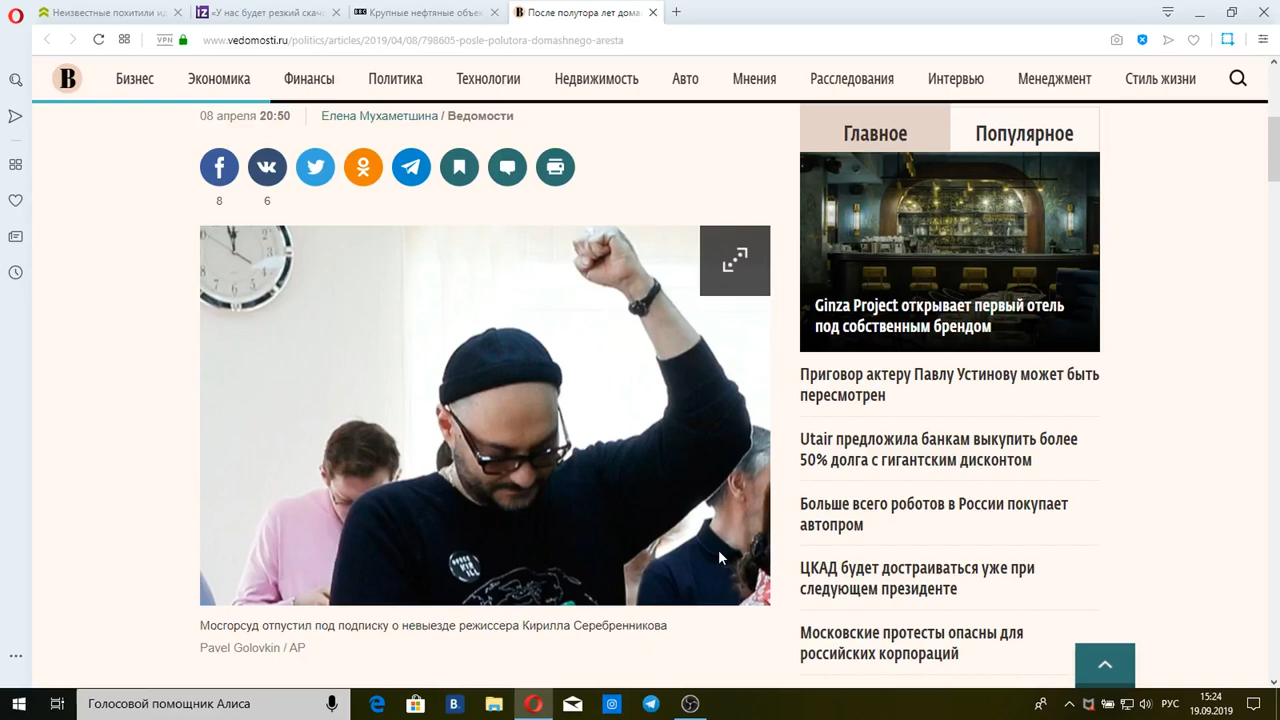 Неизвестные похитили ид
«У нас будет резкий скачо
Крупные нефтяные объек
После полутора лет дома
VPN
www.vedomosti.ru/politics/articles/2019/04/08/798605-posle-polutora-domashnego-aresta
В
Бизнес
Экономика
Финансы
Политика
Технологии
Недвижимость
Авто
Мнения
Расследования
Интервью
Менеджмент
Стиль жизни
08 апреля 20:50
Елена Мухаметшина / Ведомости
8
6
Мосгорсуд отпустил под подписку о невыезде режиссера Кирилла Серебренникова
Pavel Golovkin / AP
Главное
Популярное
Ginza Project открывает первый отель
под собственным брендом
Приговор актеру Павлу Устинову может быть
пересмотрен
Utair предложила банкам выкупить более
50% долга с гигантским дисконтом
Больше всего роботов в России покупает
автопром
ЦКАД будет достраиваться уже при
следующем президенте
Московские протесты опасны для
российских корпораций
Голосовой помощник Алиса
РУС
15:24
19.09.2019